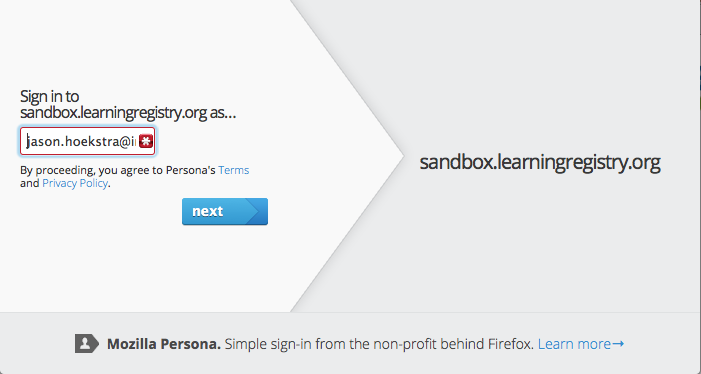 Sign in to
sandbox.learningregistry.org as...
jason.hoekstra@i
By proceeding, you agree to Persona's Terms
and Privacy Policy.
next
sandbox.learningregistry.org
Mozilla Persona. Simple sign-in from the non-profit behind Firefox. Learn more→